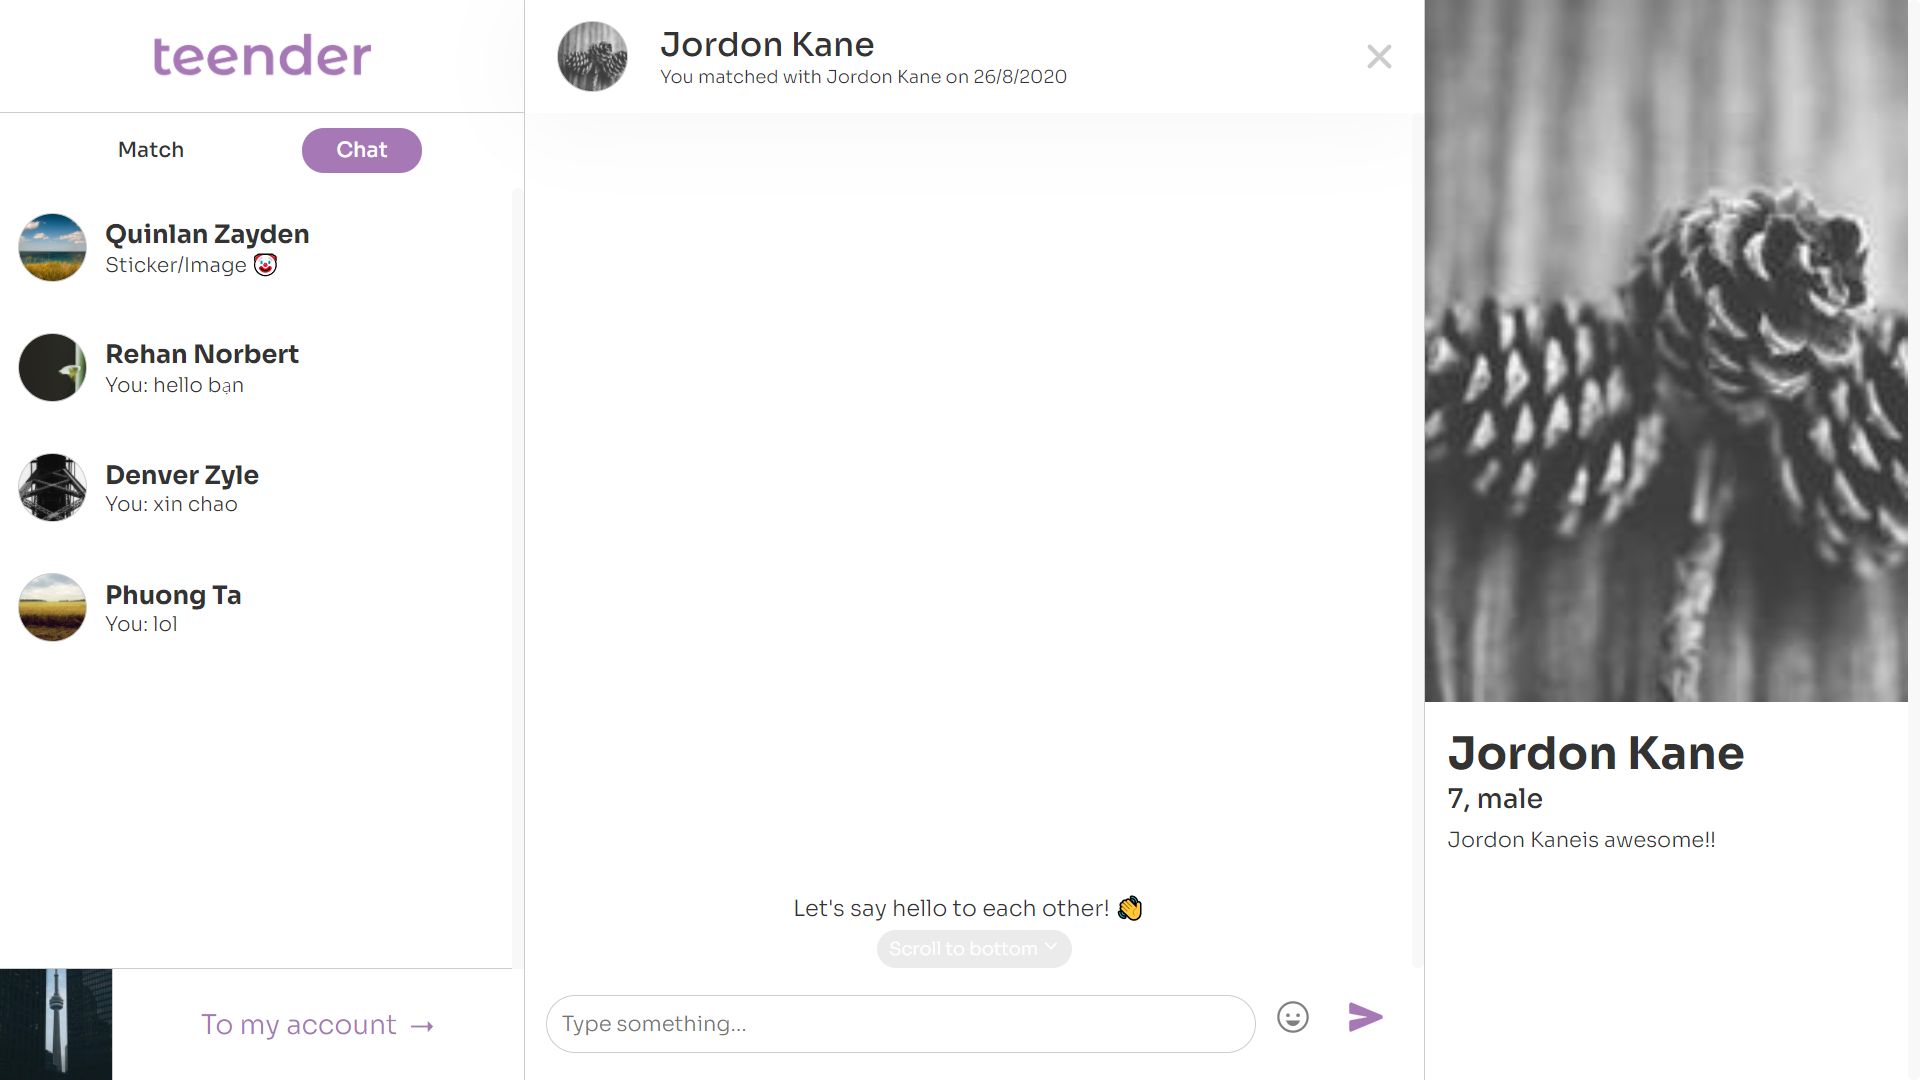 teender
Match
Chat
Quinlan Zayden
Sticker/Image 🤡
Rehan Norbert
You: hello bạn
Denver Zyle
You: xin chao
Phuong Ta
You: lol
To my account →
Jordon Kane
You matched with Jordon Kane on 26/8/2020
Let's say hello to each other! 👋
Scroll to bottom
Type something...
Jordon Kane
7, male
Jordon Kaneis awesome!!